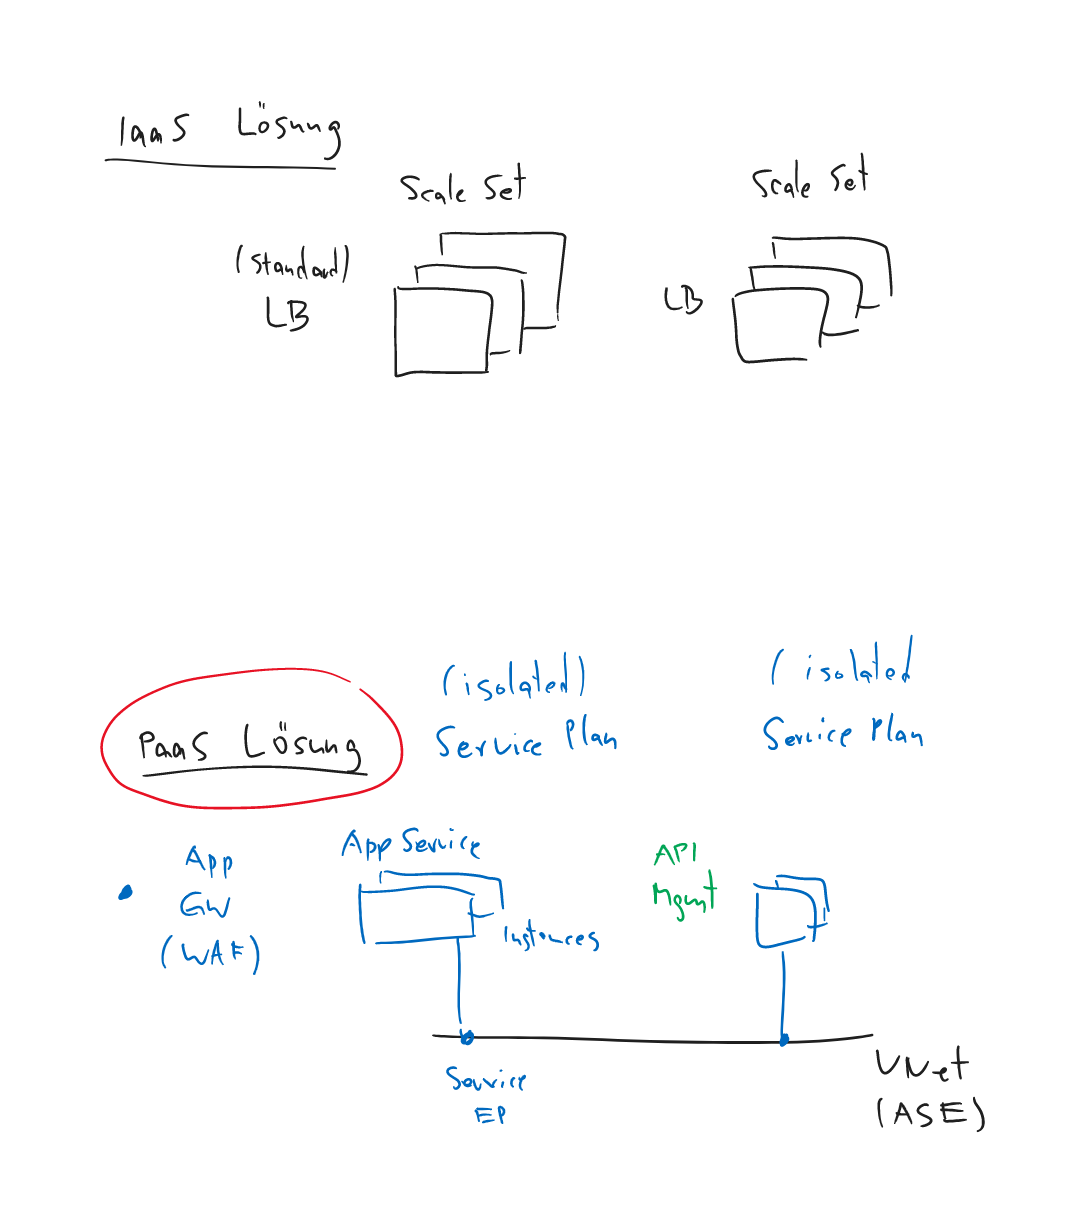 IaaS Lösung
Scale Set
Scale Set
(Standard)
LB
LB
(isolated)
Service Plan
(isolated
Service Plan
PaaS Lösung
App
GW
(WAF)
App Service
Instances
API
Mgmt
Service
EP
VNet
(ASE)